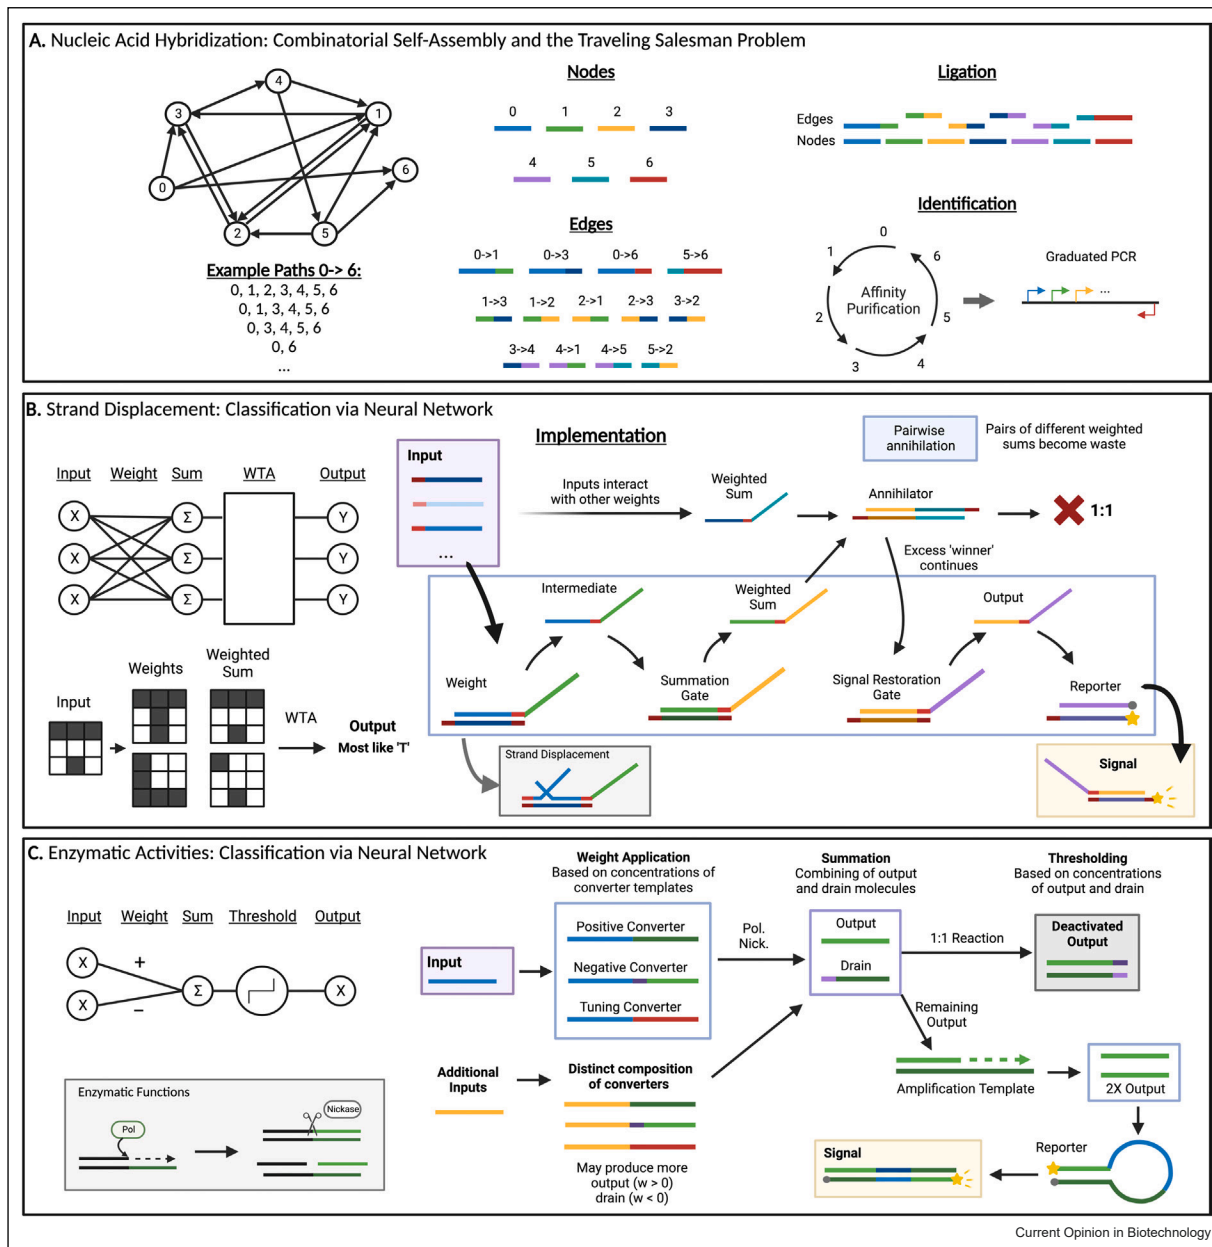 A. Nucleic Acid Hybridization: Combinatorial Self-Assembly and the Traveling Salesman Problem
4
3
1
0
6
2
5
Example Paths 0-> 6:
0, 1, 2, 3, 4, 5, 6
0, 1, 3, 4, 5, 6
0, 3, 4, 5, 6
0, 6
...
Nodes
0 1 2 3
4 5 6
Edges
0->1 0->3 0->6 5->6
1->3 1->2 2->1 2->3 3->2
3->4 4->1 4->5 5->2
Ligation
Edges
Nodes
Identification
0
1
6
Affinity
Purification
2
5
3
4
Graduated PCR
...
B. Strand Displacement: Classification via Neural Network
Input Weight Sum WTA Output
X Σ Y
X Σ Y
X Σ Y
Input
Weights
Weighted
Sum
WTA
Output
Most like 'T'
Implementation
Input
...
Inputs interact
with other weights
Weighted
Sum
Pairwise
annihilation
Pairs of different weighted
sums become waste
Annihilator
1:1
Excess 'winner'
continues
Intermediate
Weighted
Sum
Output
Weight
Summation
Gate
Signal Restoration
Gate
Reporter
Strand Displacement
Signal
C. Enzymatic Activities: Classification via Neural Network
Input Weight Sum Threshold Output
X
+
Σ
X
X
−
Enzymatic Functions
Pol
Nickase
Weight Application
Based on concentrations of
converter templates
Input
Positive Converter
Negative Converter
Tuning Converter
Pol.
Nick.
Additional
Inputs
Distinct composition
of converters
May produce more
output (w > 0)
drain (w < 0)
Summation
Combining of output
and drain molecules
Output
Drain
1:1 Reaction
Thresholding
Based on concentrations
of output and drain
Deactivated
Output
Remaining
Output
Amplification Template
2X Output
Reporter
Signal
Current Opinion in Biotechnology